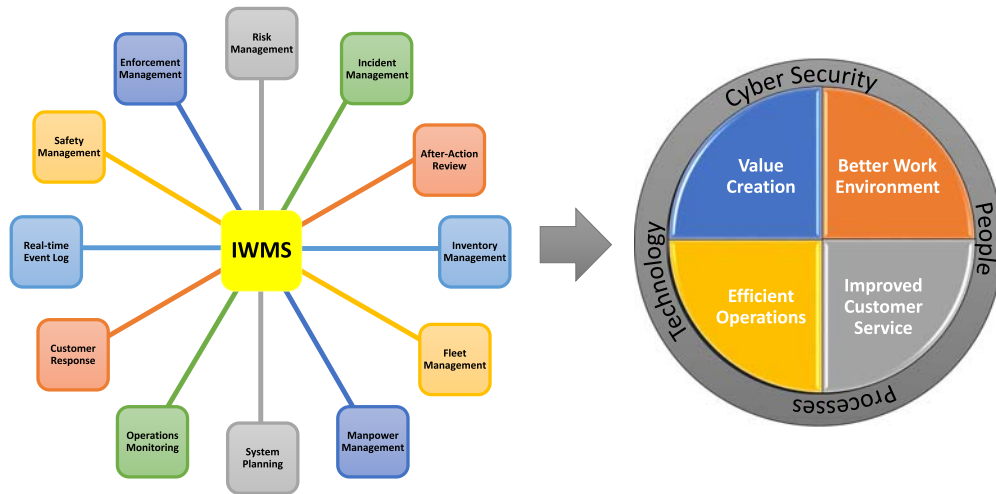 Risk
Management
Incident
Management
After-Action
Review
Inventory
Management
Fleet
Management
Manpower
Management
System
Planning
Operations
Monitoring
Customer
Response
Real-time
Event Log
Safety
Management
Enforcement
Management
IWMS
Cyber Security
People
Processes
Technology
Value
Creation
Better Work
Environment
Efficient
Operations
Improved
Customer
Service